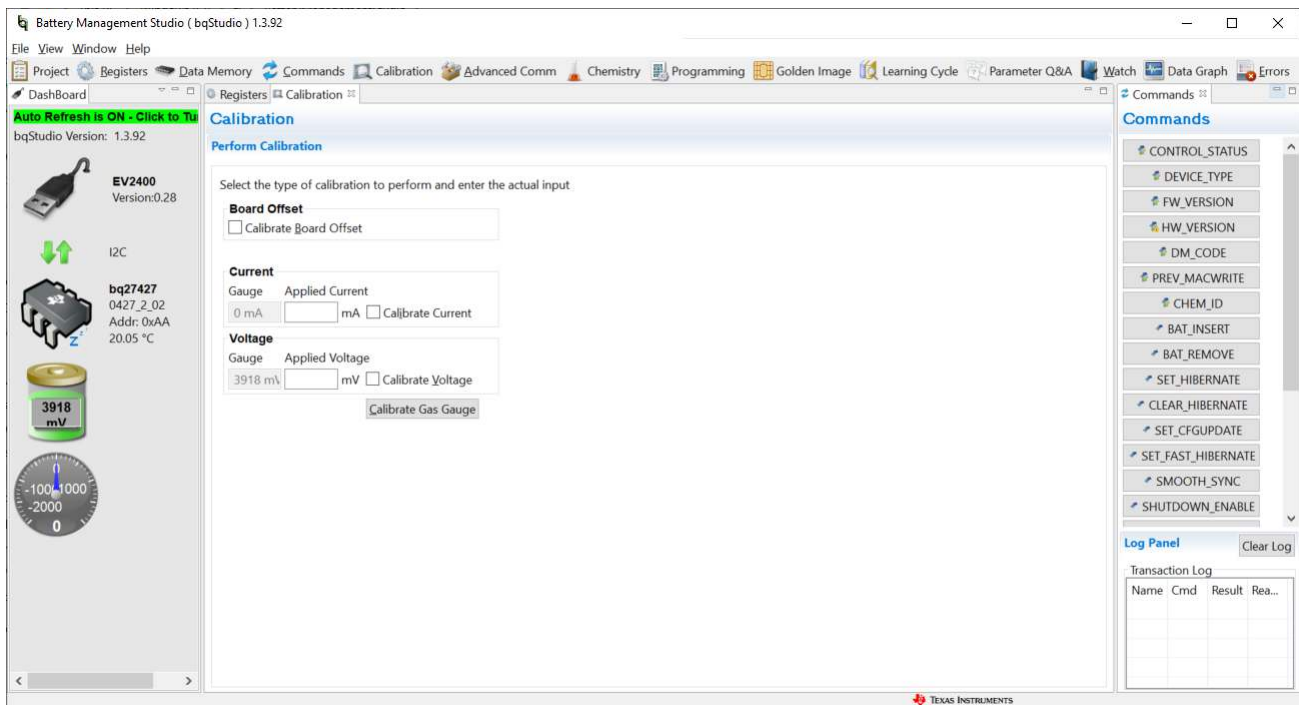 Battery Management Studio ( bqStudio ) 1.3.92
File View Window Help
Project Registers Data Memory Commands Calibration Advanced Comm Chemistry Programming Golden Image Learning Cycle Parameter Q&A Watch Data Graph Errors
DashBoard
Auto Refresh is ON - Click to Tu
bqStudio Version: 1.3.92
EV2400
Version:0.28
I2C
bq27427
0427_2_02
Addr: 0xAA
20.05 °C
3918
mV
0
-100 1000
-2000
0
Registers Calibration
Calibration
Perform Calibration
Select the type of calibration to perform and enter the actual input
Board Offset
Calibrate Board Offset
Current
Gauge Applied Current
0 mA mA Calibrate Current
Voltage
Gauge Applied Voltage
3918 mV mV Calibrate Voltage
Calibrate Gas Gauge
Commands
Commands
CONTROL_STATUS
DEVICE_TYPE
FW_VERSION
HW_VERSION
DM_CODE
PREV_MACWRITE
CHEM_ID
BAT_INSERT
BAT_REMOVE
SET_HIBERNATE
CLEAR_HIBERNATE
SET_CFGUPDATE
SET_FAST_HIBERNATE
SMOOTH_SYNC
SHUTDOWN_ENABLE
Log Panel Clear Log
Transaction Log
Name Cmd Result Rea...
TEXAS INSTRUMENTS